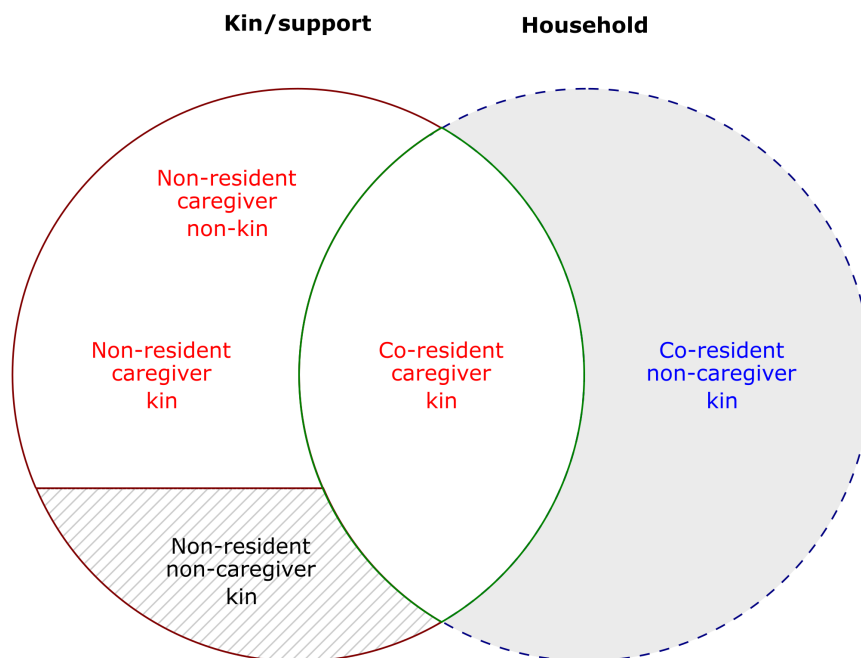 Kin/support
Household
Non-resident
caregiver
non-kin
Non-resident
caregiver
kin
Co-resident
caregiver
kin
Co-resident
non-caregiver
kin
Non-resident
non-caregiver
kin